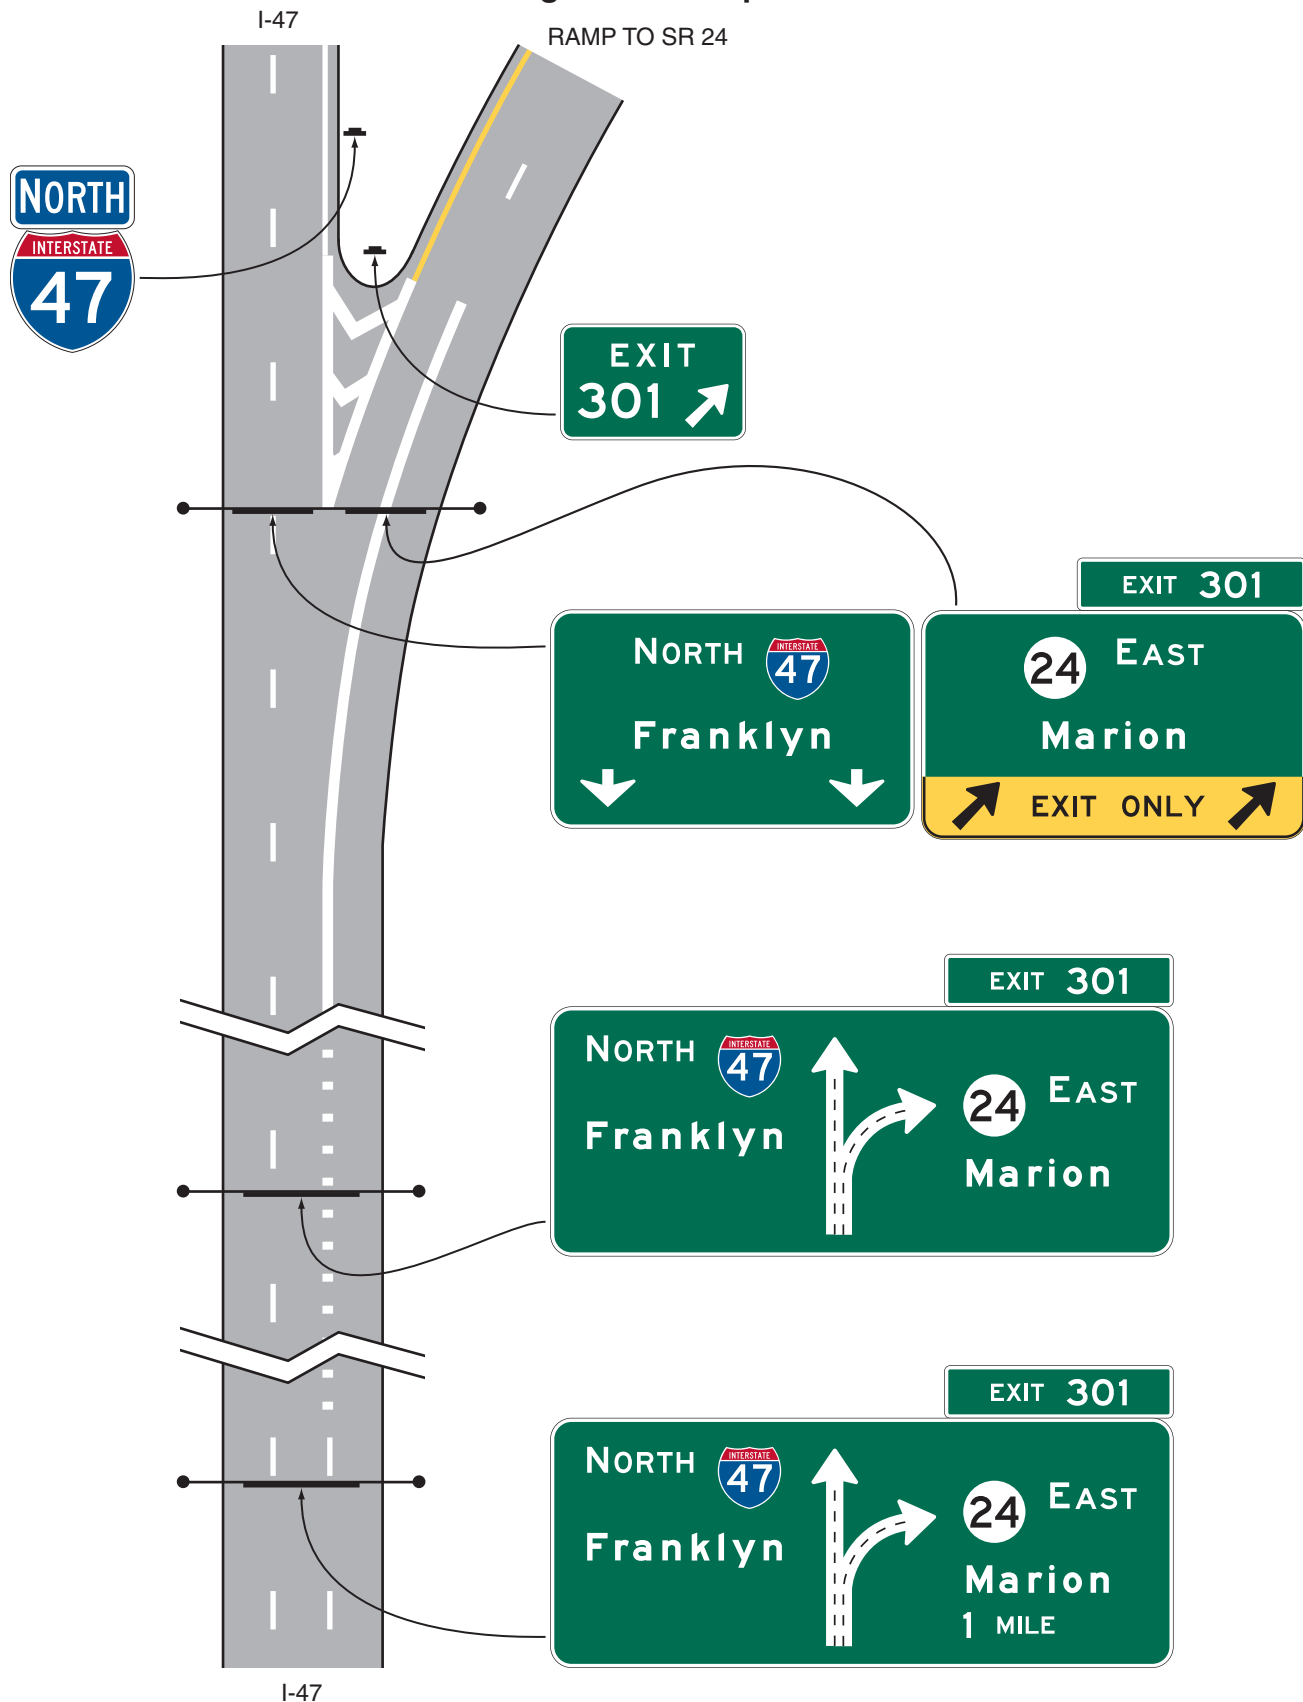 I-47
RAMP TO SR 24
NORTH
INTERSTATE
47
EXIT
301
EXIT 301
NORTH
INTERSTATE
47
Franklyn
24 EAST
Marion
EXIT ONLY
EXIT 301
NORTH
INTERSTATE
47
Franklyn
24 EAST
Marion
EXIT 301
NORTH
INTERSTATE
47
Franklyn
24 EAST
Marion
1 MILE
I-47